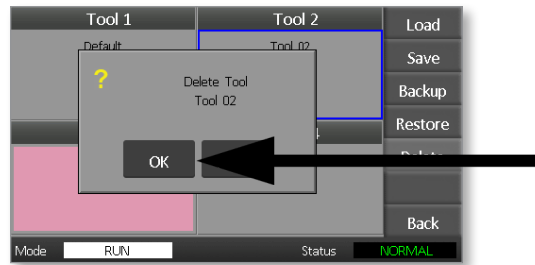 Tool 1
Tool 2
Load
Default
Tool 02
Save
?
Delete Tool
Tool 02
Backup
Restore
OK
Back
Mode
RUN
Status
NORMAL